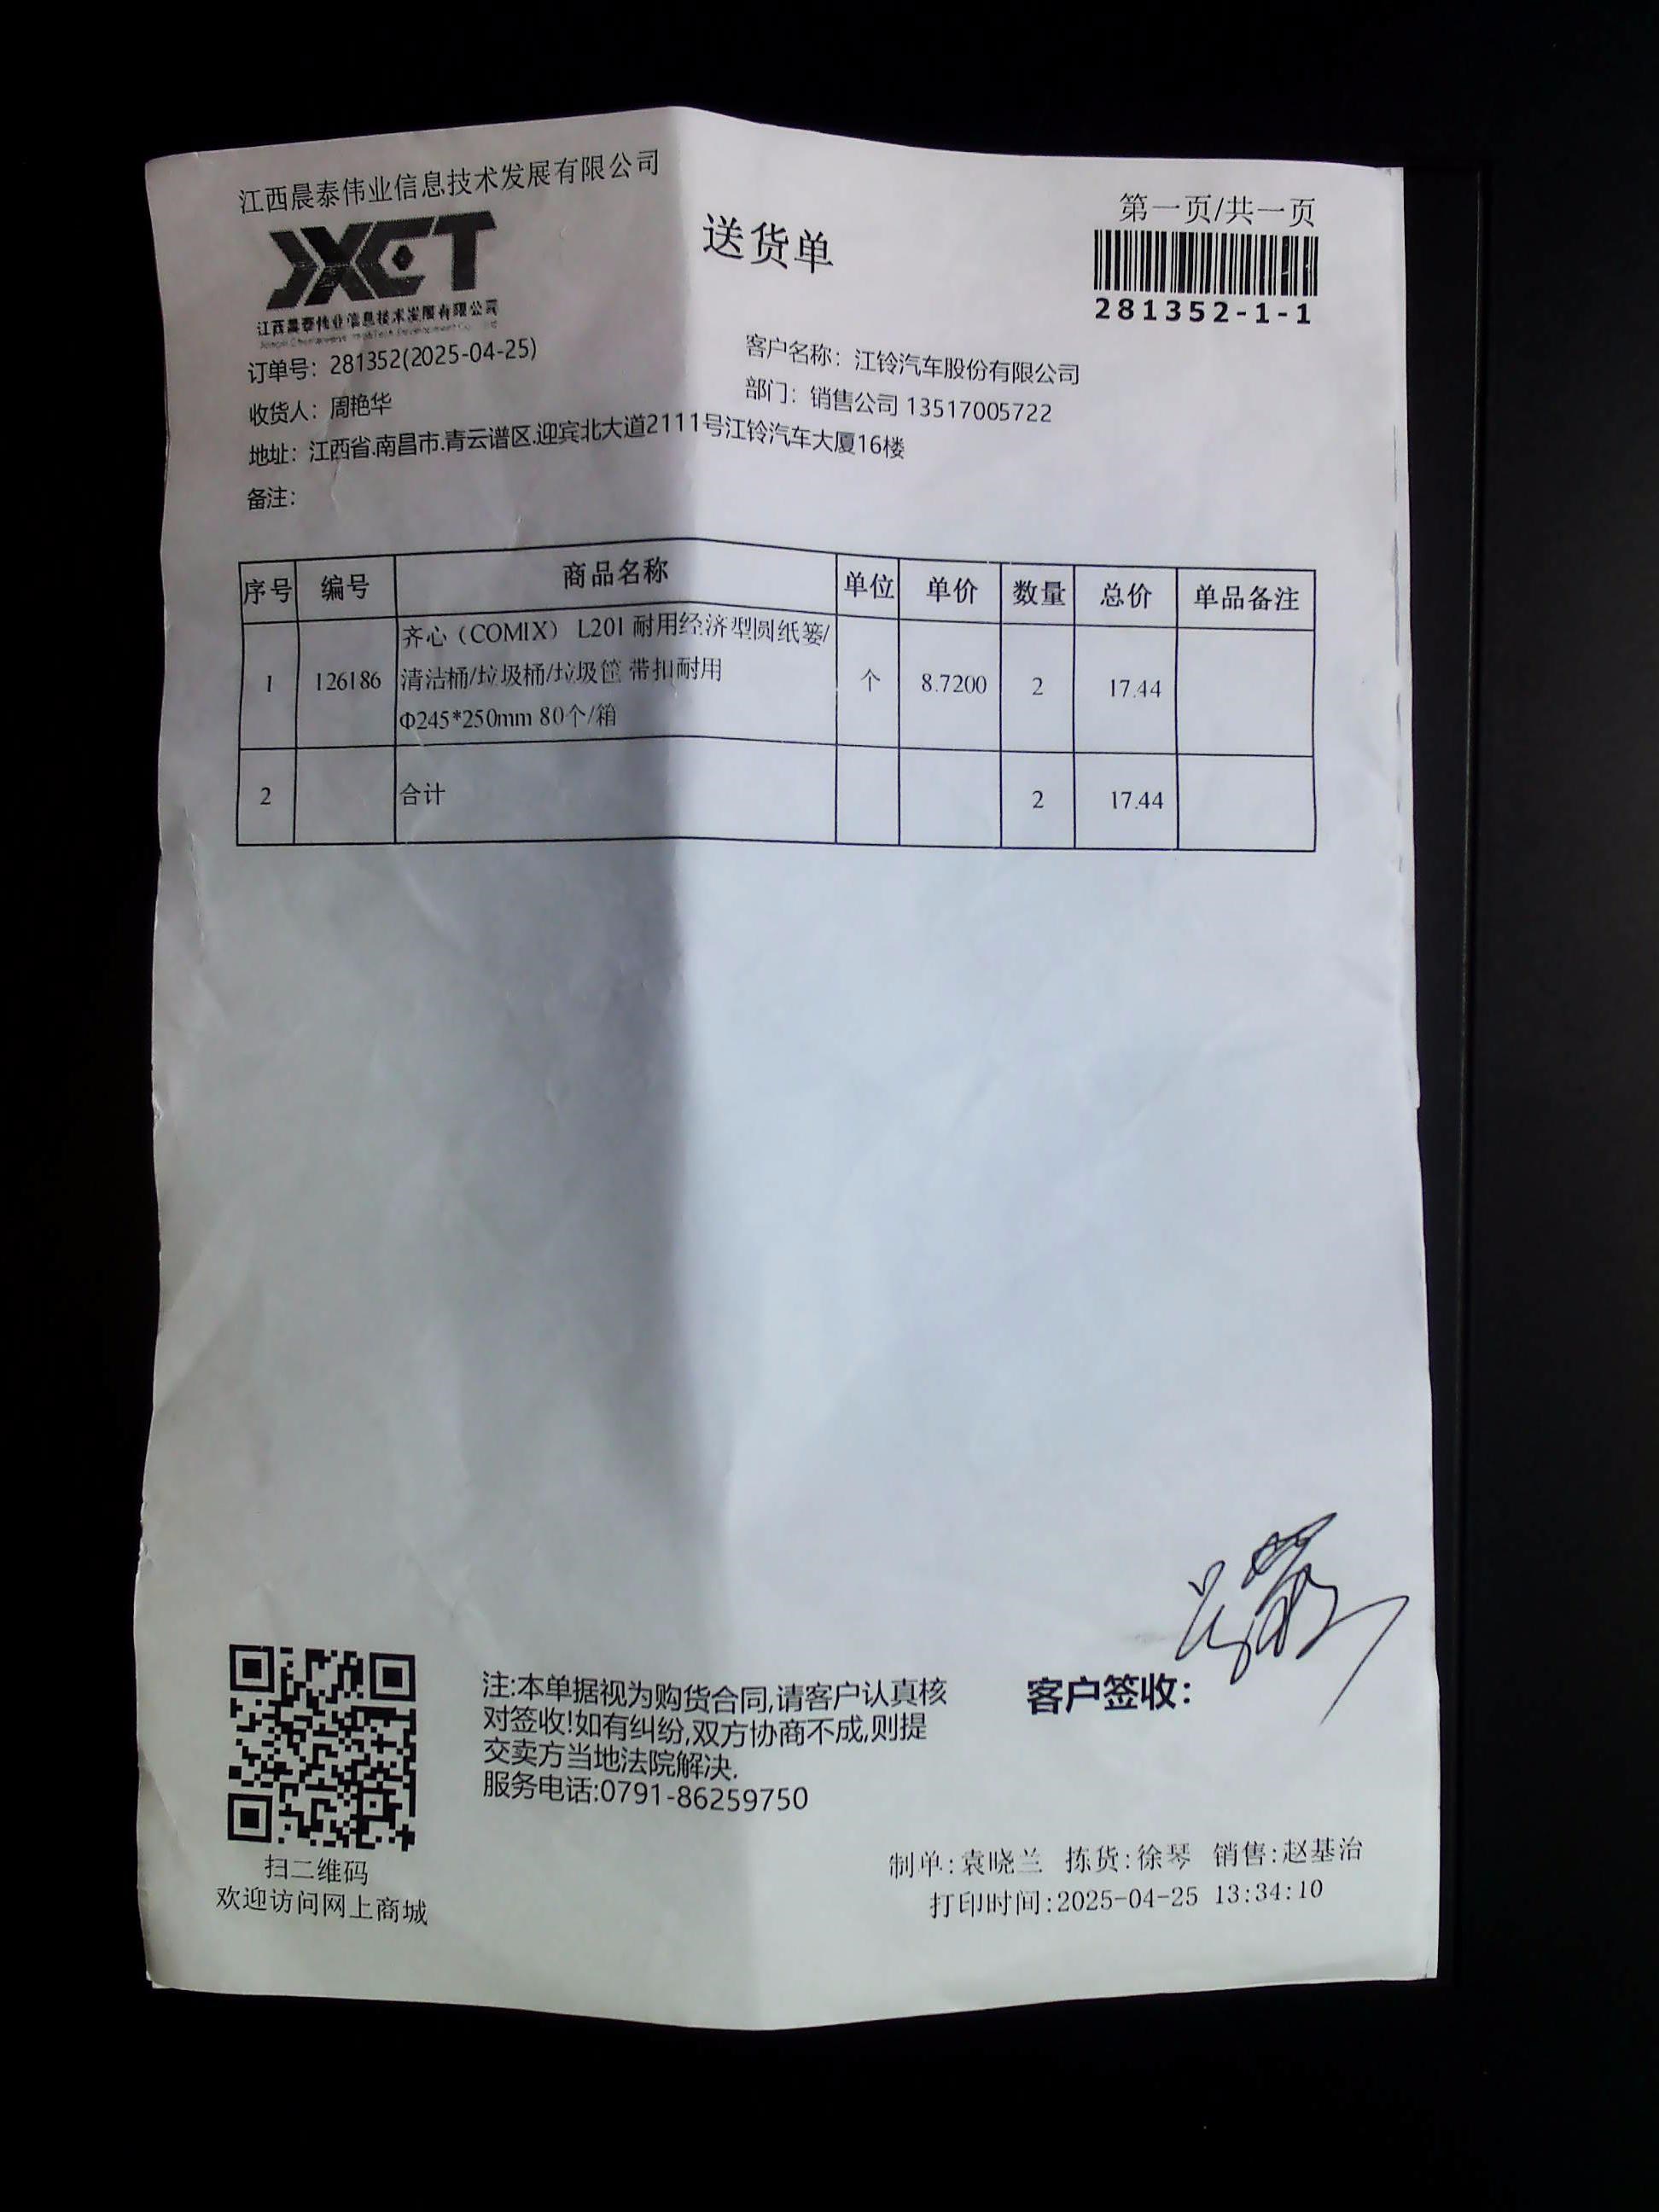 江西晨泰伟业信息技术发展有限公司
JXCT
江西晨泰伟业信息技术发展有限公司
送货单
第一页/共一页
281352-1-1
订单号：281352(2025-04-25)
客户名称：江铃汽车股份有限公司
收货人：周艳华
部门：销售公司 13517005722
地址：江西省.南昌市.青云谱区.迎宾北大道2111号江铃汽车大厦16楼
备注：
序号 编号 商品名称 单位 单价 数量 总价 单品备注
1 126186 齐心（COMIX） L201 耐用经济型圆纸篓/
清洁桶/垃圾桶/垃圾筐 带扣耐用
Φ245*250mm 80个/箱 个 8.7200 2 17.44
2 合计 2 17.44
注:本单据视为购货合同,请客户认真核
对签收!如有纠纷,双方协商不成,则提
交卖方当地法院解决.
服务电话:0791-86259750
客户签收：
扫二维码
欢迎访问网上商城
制单:袁晓兰 拣货:徐琴 销售:赵基治
打印时间:2025-04-25 13:34:10